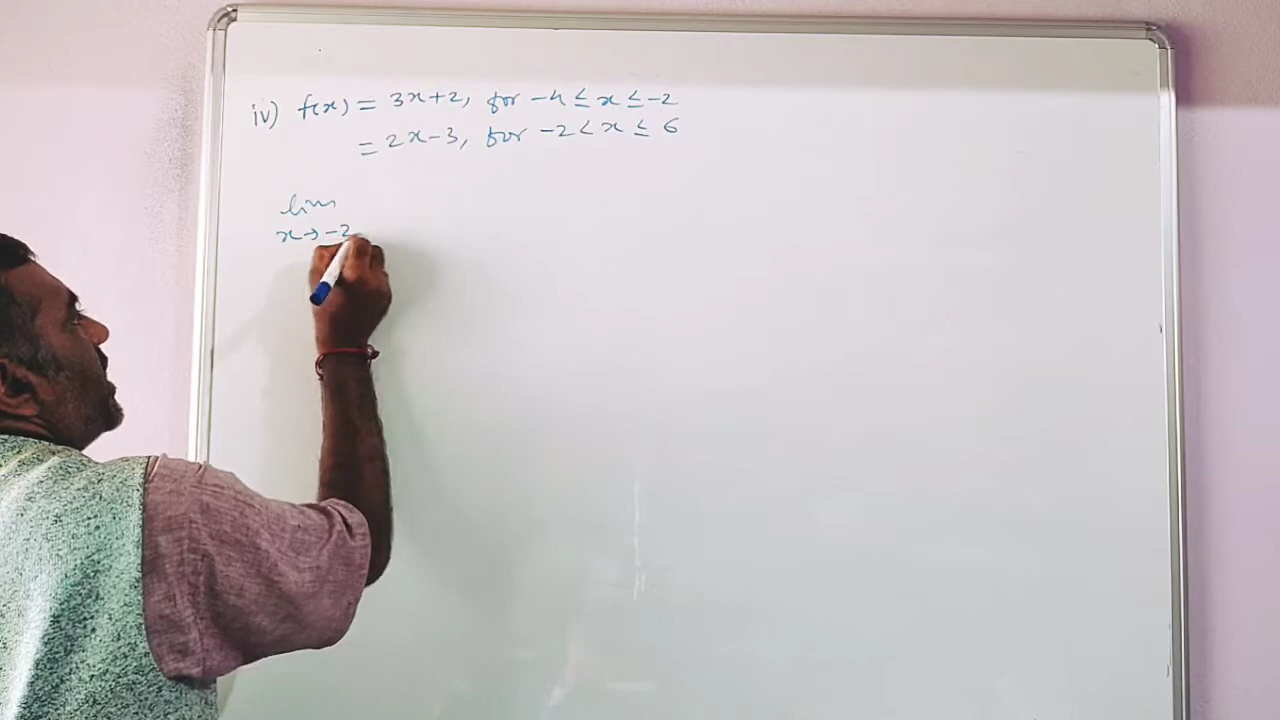 iv) f(x) = 3x+2, for -4 ≤ x ≤ -2
= 2x-3, for -2 < x ≤ 6
lim
x→ -2